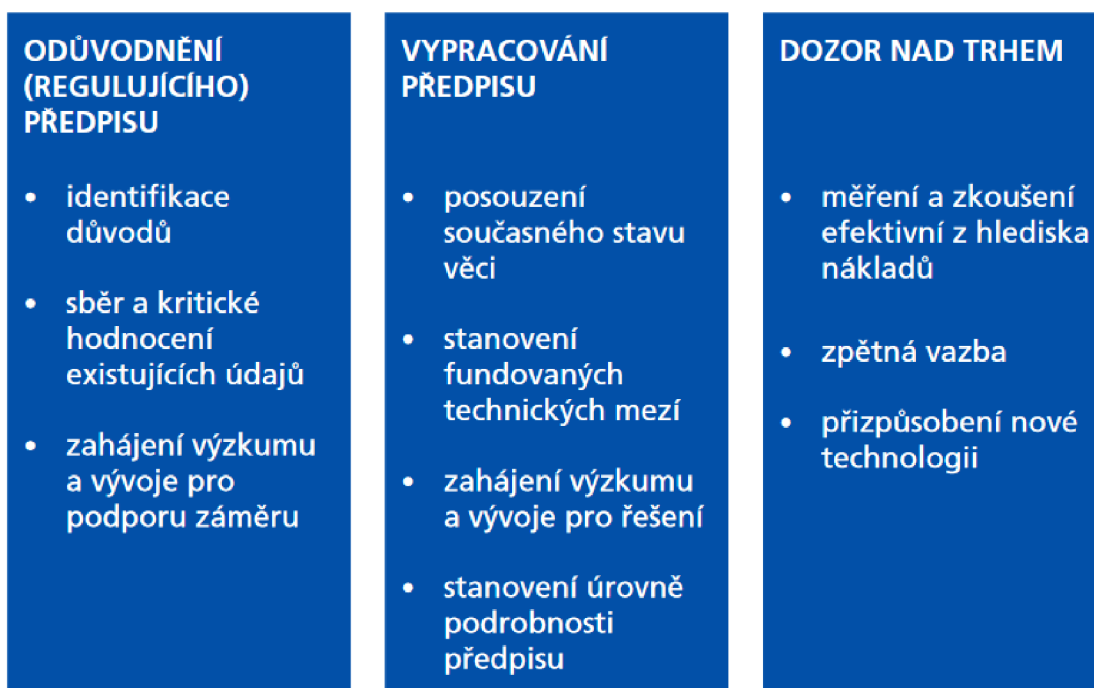 ODŮVODNĚNÍ
(REGULUJÍCÍHO)
PŘEDPISU
• identifikace
důvodů
• sběr a kritické
hodnocení
existujících údajů
• zahájení výzkumu
a vývoje pro
podporu záměru
VYPRACOVÁNÍ
PŘEDPISU
• posouzení
současného stavu
věci
• stanovení
fundovaných
technických mezí
• zahájení výzkumu
a vývoje pro řešení
• stanovení úrovně
podrobnosti
předpisu
DOZOR NAD TRHEM
• měření a zkoušení
efektivní z hlediska
nákladů
• zpětná vazba
• přizpůsobení nové
technologii